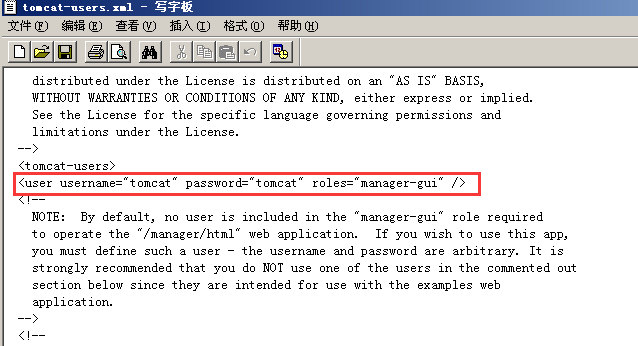 tomcat-users.xml - 写字板
文件(F) 编辑(E) 查看(V) 插入(I) 格式(O) 帮助(H)
distributed under the License is distributed on an "AS IS" BASIS,
WITHOUT WARRANTIES OR CONDITIONS OF ANY KIND, either express or implied.
See the License for the specific language governing permissions and
limitations under the License.
-->
<tomcat-users>
<user username="tomcat" password="tomcat" roles="manager-gui" />
<!--
NOTE:  By default, no user is included in the "manager-gui" role required
to operate the "/manager/html" web application.  If you wish to use this app,
you must define such a user - the username and password are arbitrary. It is
strongly recommended that you do NOT use one of the users in the commented out
section below since they are intended for use with the examples web
application.
-->
<!--